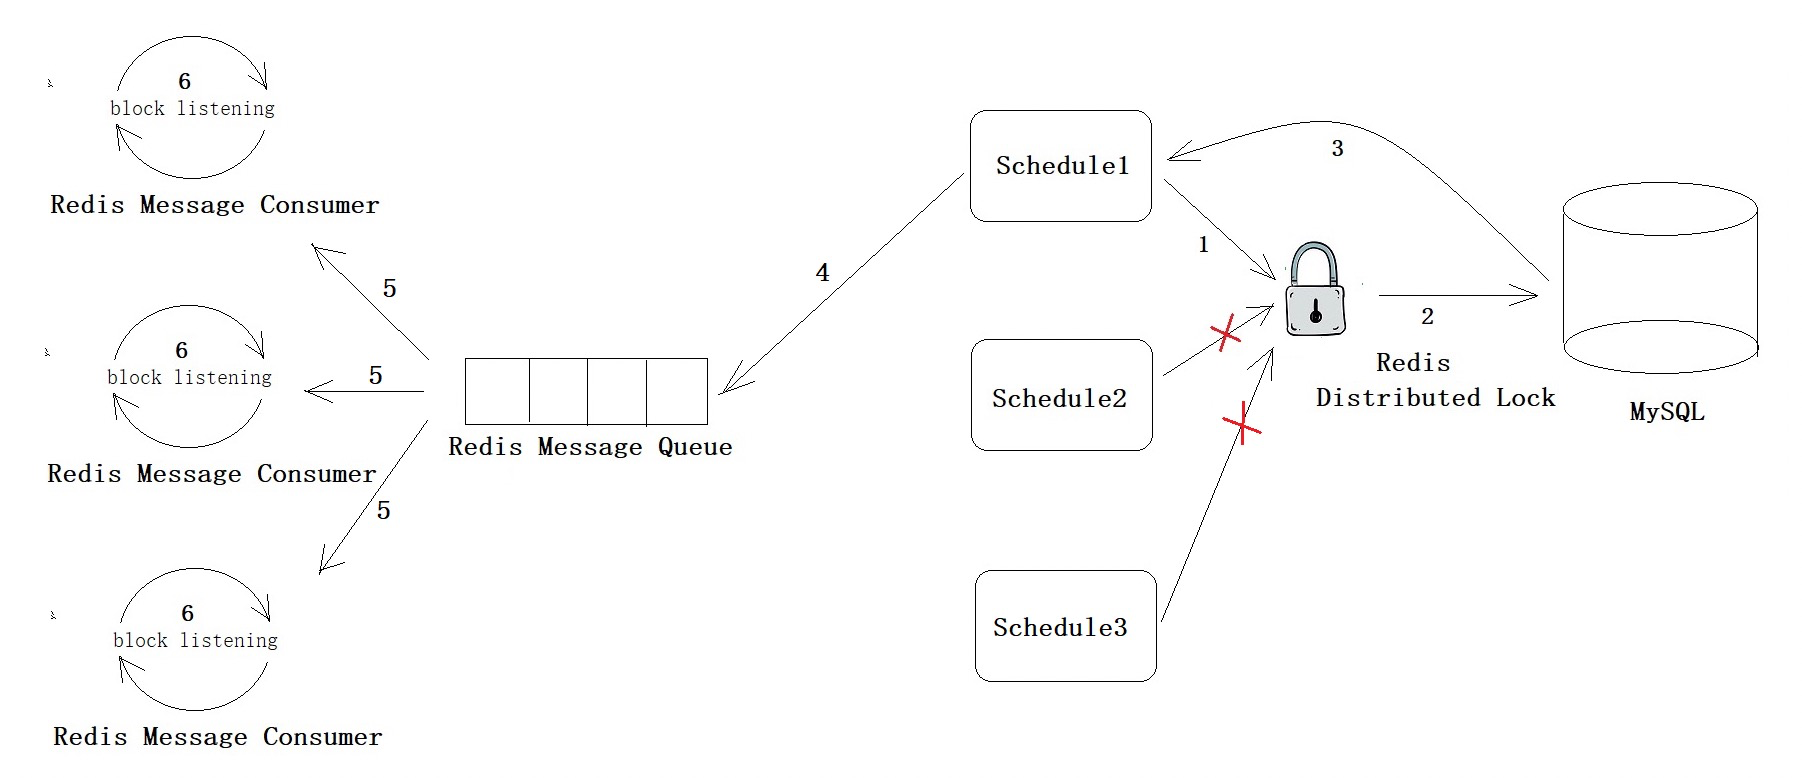 6
block listening
Redis Message Consumer
5
6
block listening
Redis Message Consumer
5
5
6
block listening
Redis Message Consumer
Redis Message Queue
4
Schedule1
Schedule2
Schedule3
1
3
2
Redis
Distributed Lock
MySQL